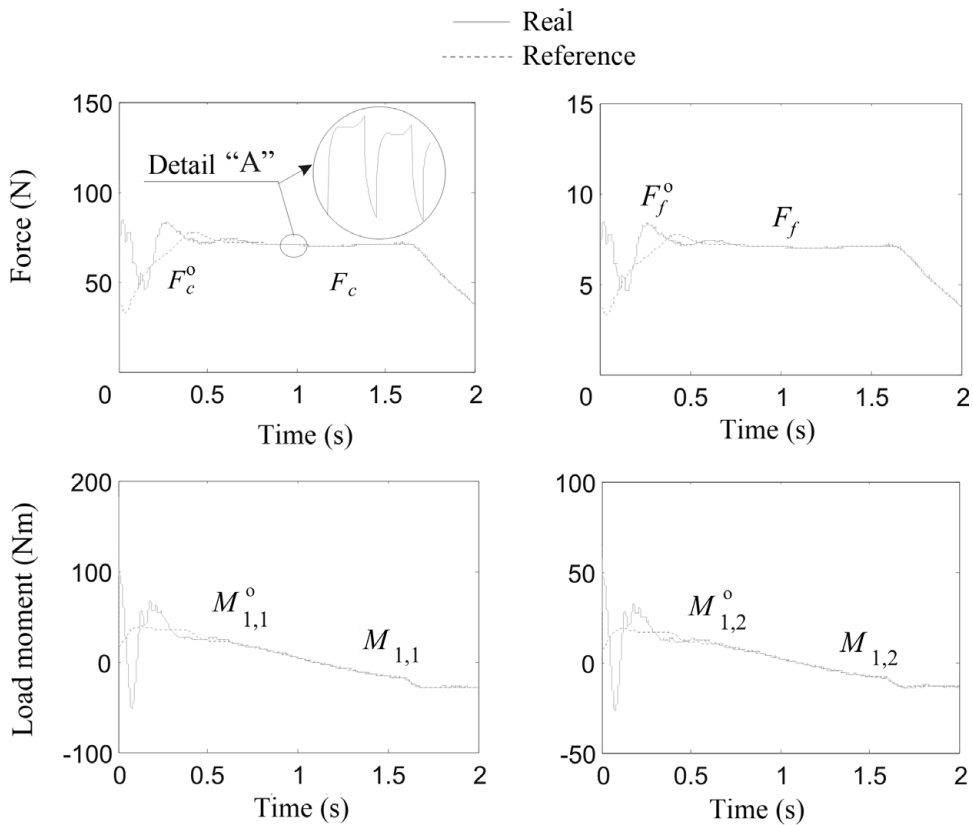 Real
Reference
150
100
50
0
0.5
1
1.5
2
Force (N)
Time (s)
Detail “A”
F_c^o
F_c
15
10
5
0
0.5
1
1.5
2
Time (s)
F_f^o
F_f
200
100
0
-100
0
0.5
1
1.5
2
Load moment (Nm)
Time (s)
M_{1,1}^o
M_{1,1}
100
50
0
-50
0
0.5
1
1.5
2
Time (s)
M_{1,2}^o
M_{1,2}